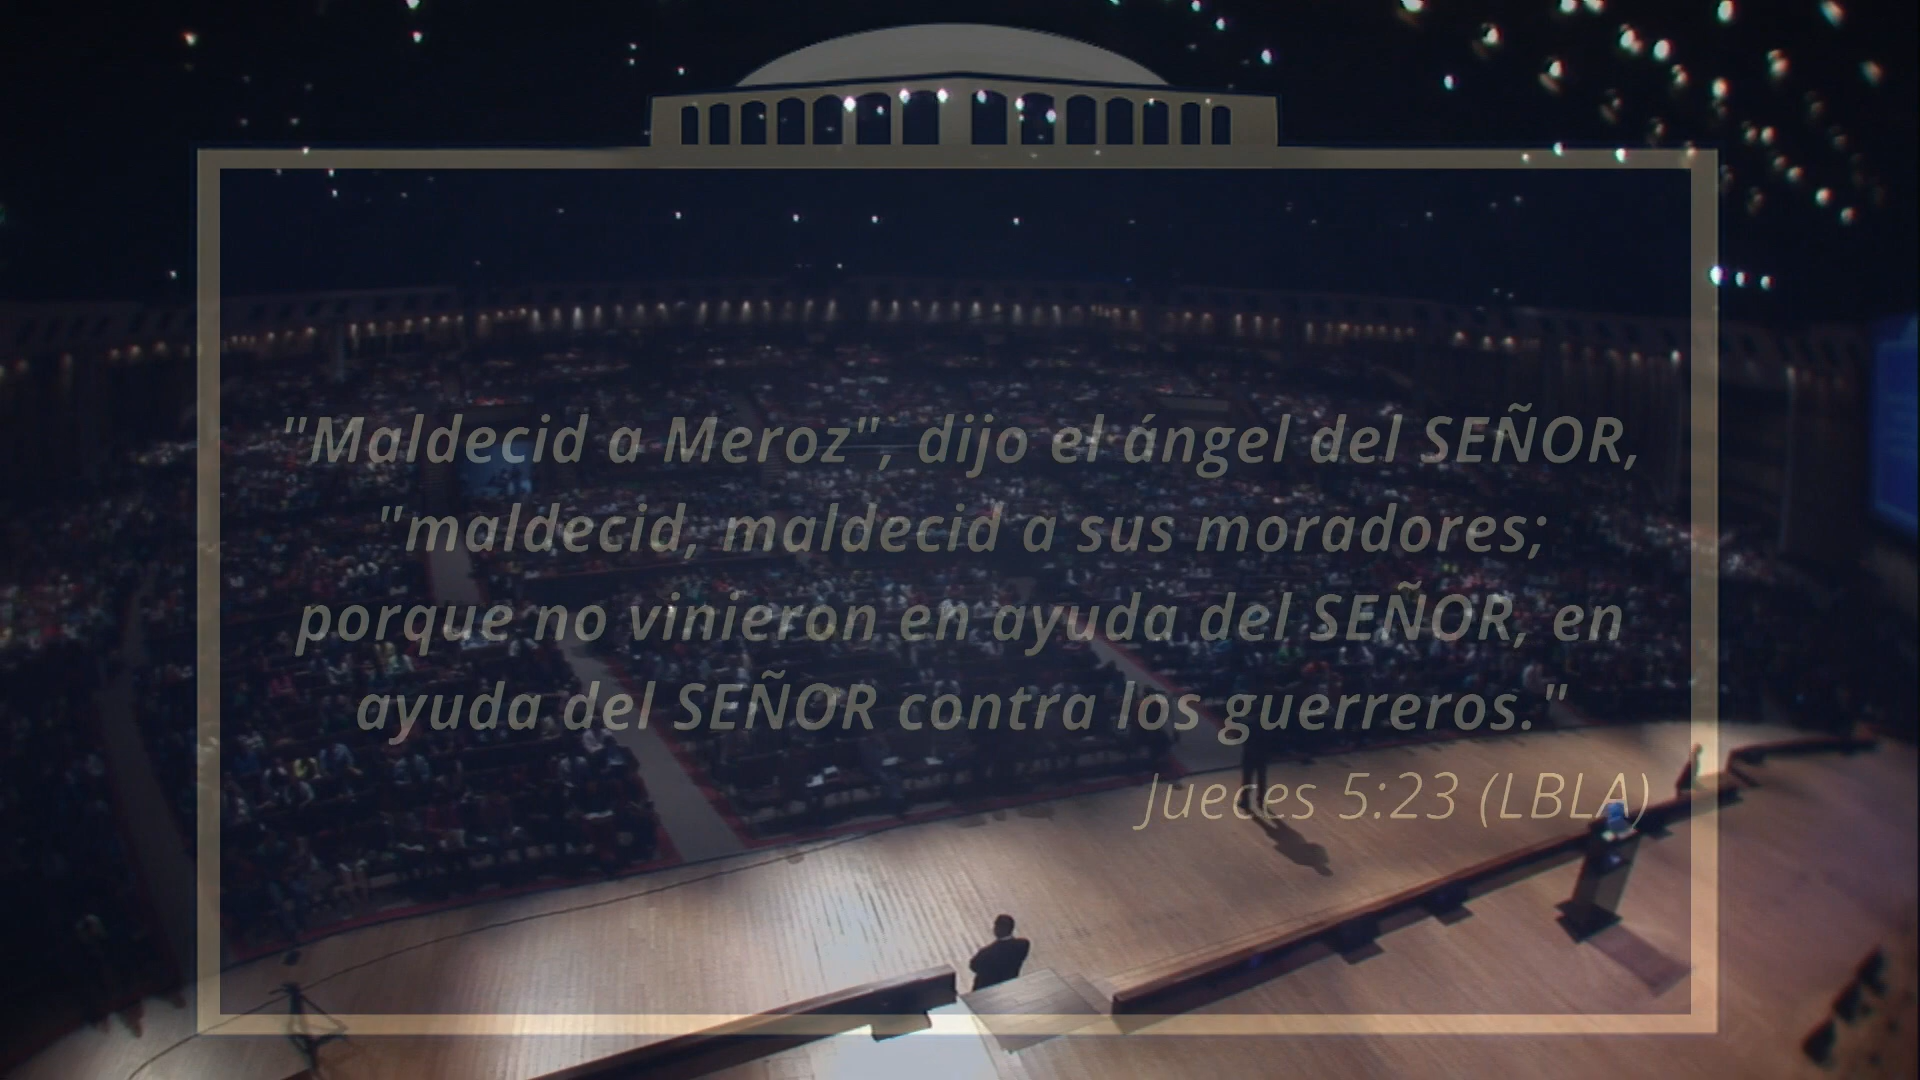 "Maldecid a Meroz", dijo el ángel del SEÑOR,
"maldecid, maldecid a sus moradores;
porque no vinieron en ayuda del SEÑOR, en
ayuda del SEÑOR contra los guerreros."
Jueces 5:23 (LBLA)